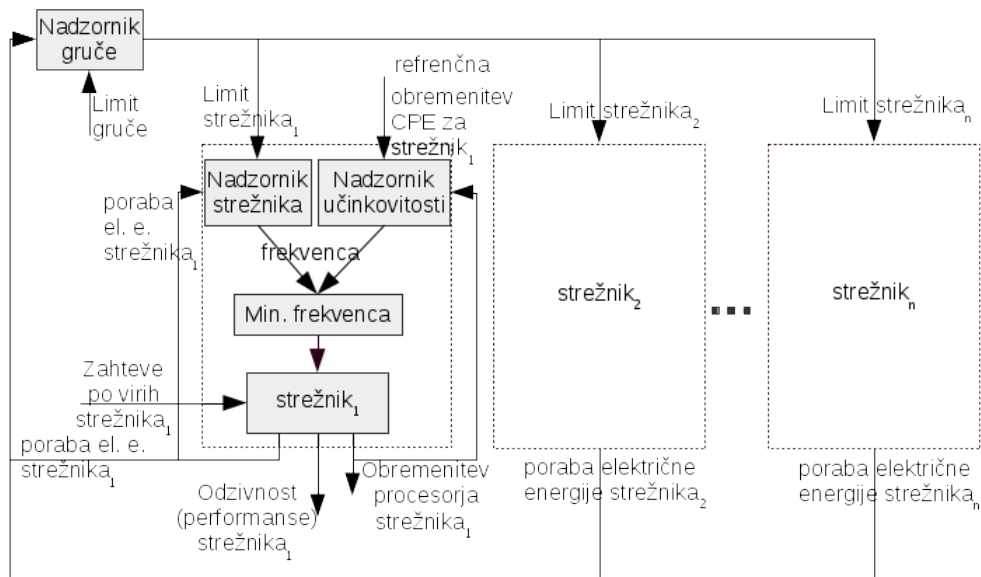 Nadzornik
gruče
Limit
gruče
Limit
strežnika₁
refrenčna
obremenitev
CPE za
strežnik₁
Limit strežnika₂
Limit strežnikaₙ
poraba
el. e.
strežnika₁
Nadzornik
strežnika
Nadzornik
učinkovitosti
frekvenca
Min. frekvenca
strežnik₁
Zahteve
po virih
strežnika₁
poraba el. e.
strežnika₁
Odzivnost
(performanse)
strežnika₁
Obremenitev
procesorja
strežnika₁
strežnik₂
strežnikₙ
poraba električne
energije strežnika₂
poraba električne
energije strežnikaₙ